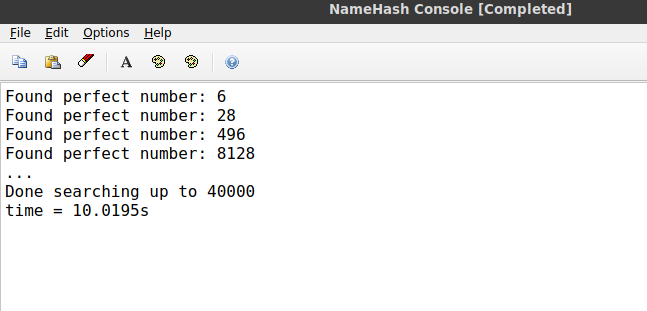 NameHash Console [Completed]
File Edit Options Help
A
Found perfect number: 6
Found perfect number: 28
Found perfect number: 496
Found perfect number: 8128
...
Done searching up to 40000
time = 10.0195s